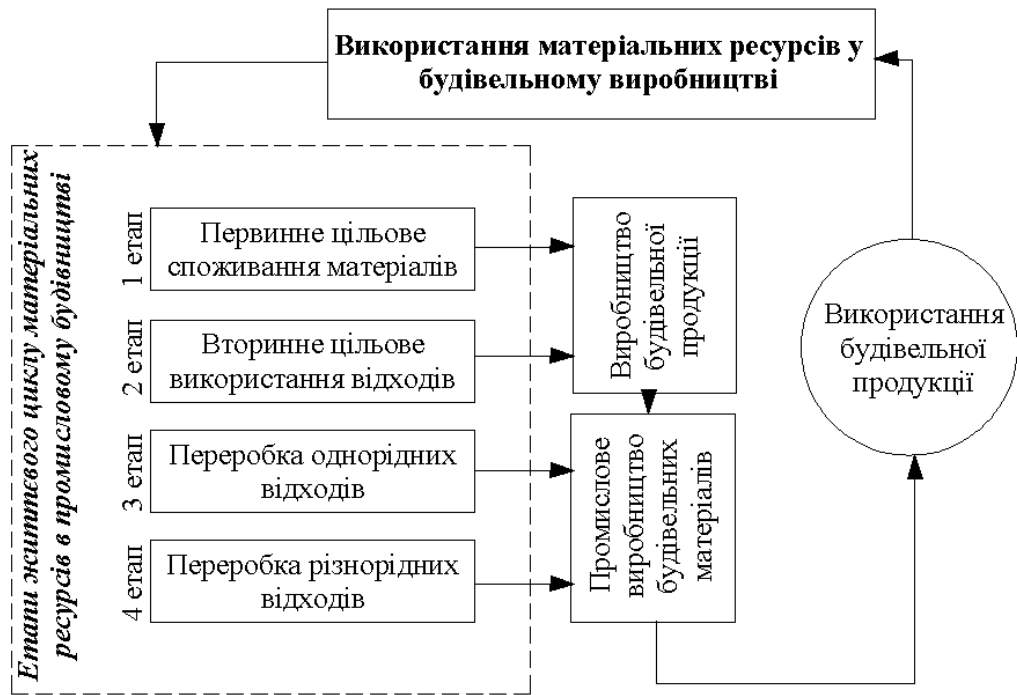 Використання матеріальних ресурсів у
будівельному виробництві
Етапи життєвого циклу матеріальних
ресурсів в промисловому будівництві
1 етап
Первинне цільове
споживання матеріалів
2 етап
Вторинне цільове
використання відходів
3 етап
Переробка однорідних
відходів
4 етап
Переробка різнорідних
відходів
Виробництво
будівельної
продукції
Промислове
виробництво
будівельних
матеріалів
Використання
будівельної
продукції